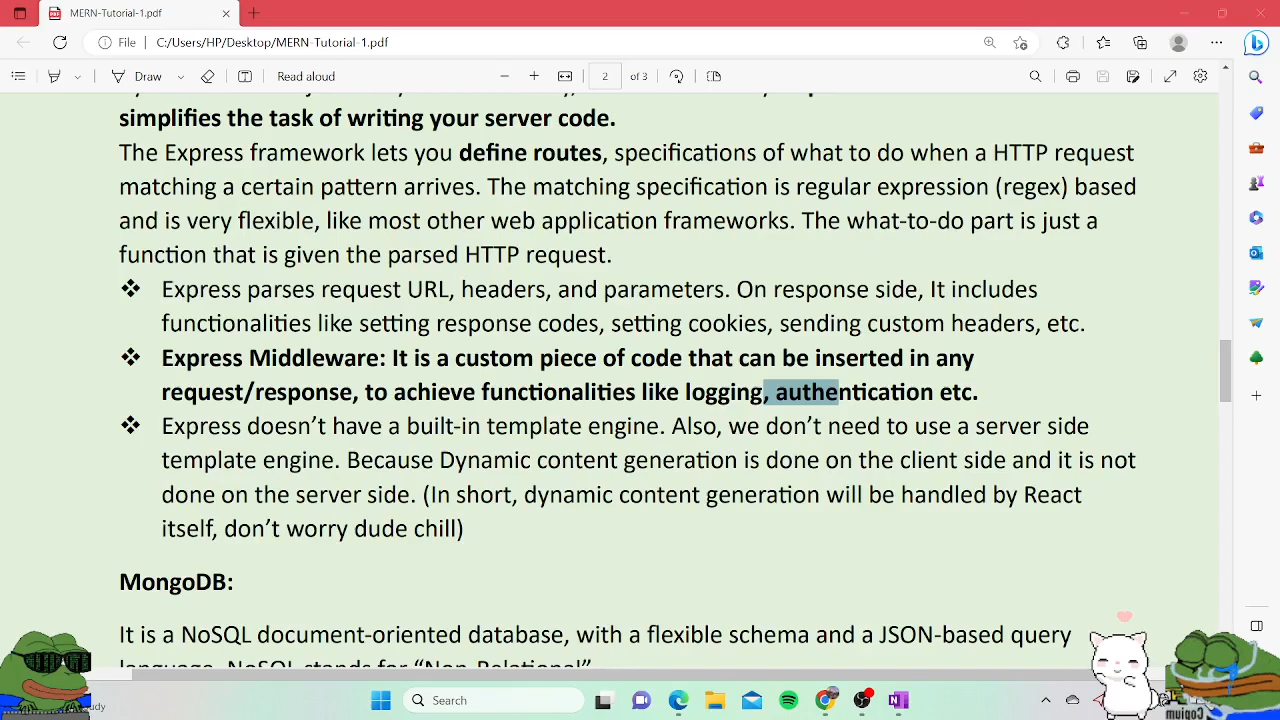 MERN-Tutorial-1.pdf
File
C:/Users/HP/Desktop/MERN-Tutorial-1.pdf
Draw
Read aloud
2
of 3
simplifies the task of writing your server code.
The Express framework lets you define routes, specifications of what to do when a HTTP request
matching a certain pattern arrives. The matching specification is regular expression (regex) based
and is very flexible, like most other web application frameworks. The what-to-do part is just a
function that is given the parsed HTTP request.
❖ Express parses request URL, headers, and parameters. On response side, It includes
functionalities like setting response codes, setting cookies, sending custom headers, etc.
❖ Express Middleware: It is a custom piece of code that can be inserted in any
request/response, to achieve functionalities like logging, authentication etc.
❖ Express doesn’t have a built-in template engine. Also, we don’t need to use a server side
template engine. Because Dynamic content generation is done on the client side and it is not
done on the server side. (In short, dynamic content generation will be handled by React
itself, don’t worry dude chill)
MongoDB:
It is a NoSQL document-oriented database, with a flexible schema and a JSON-based query
language. NoSQL stands for “Non-Relational”
Search